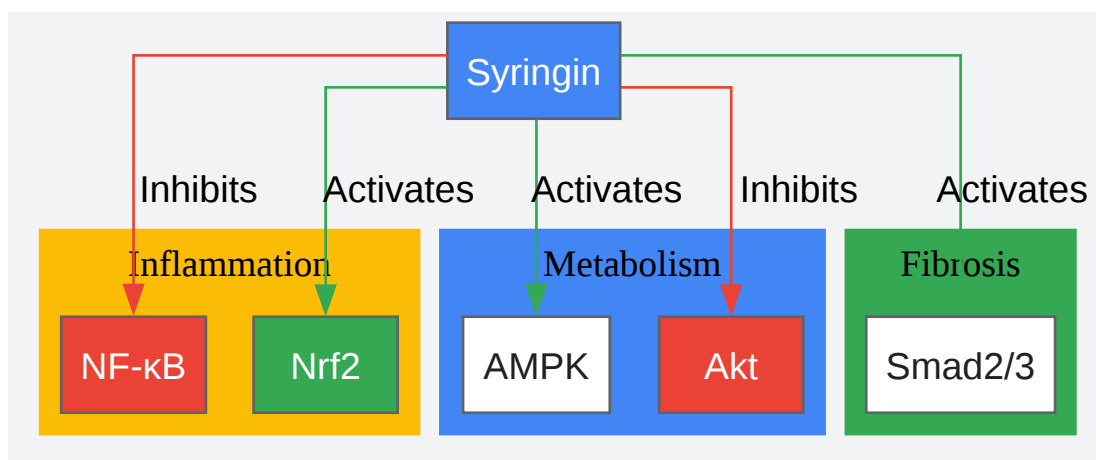 Syringin
Inhibits Activates Activates Inhibits Activates
Inflammation Metabolism Fibrosis
NF-κB Nrf2 AMPK Akt Smad2/3